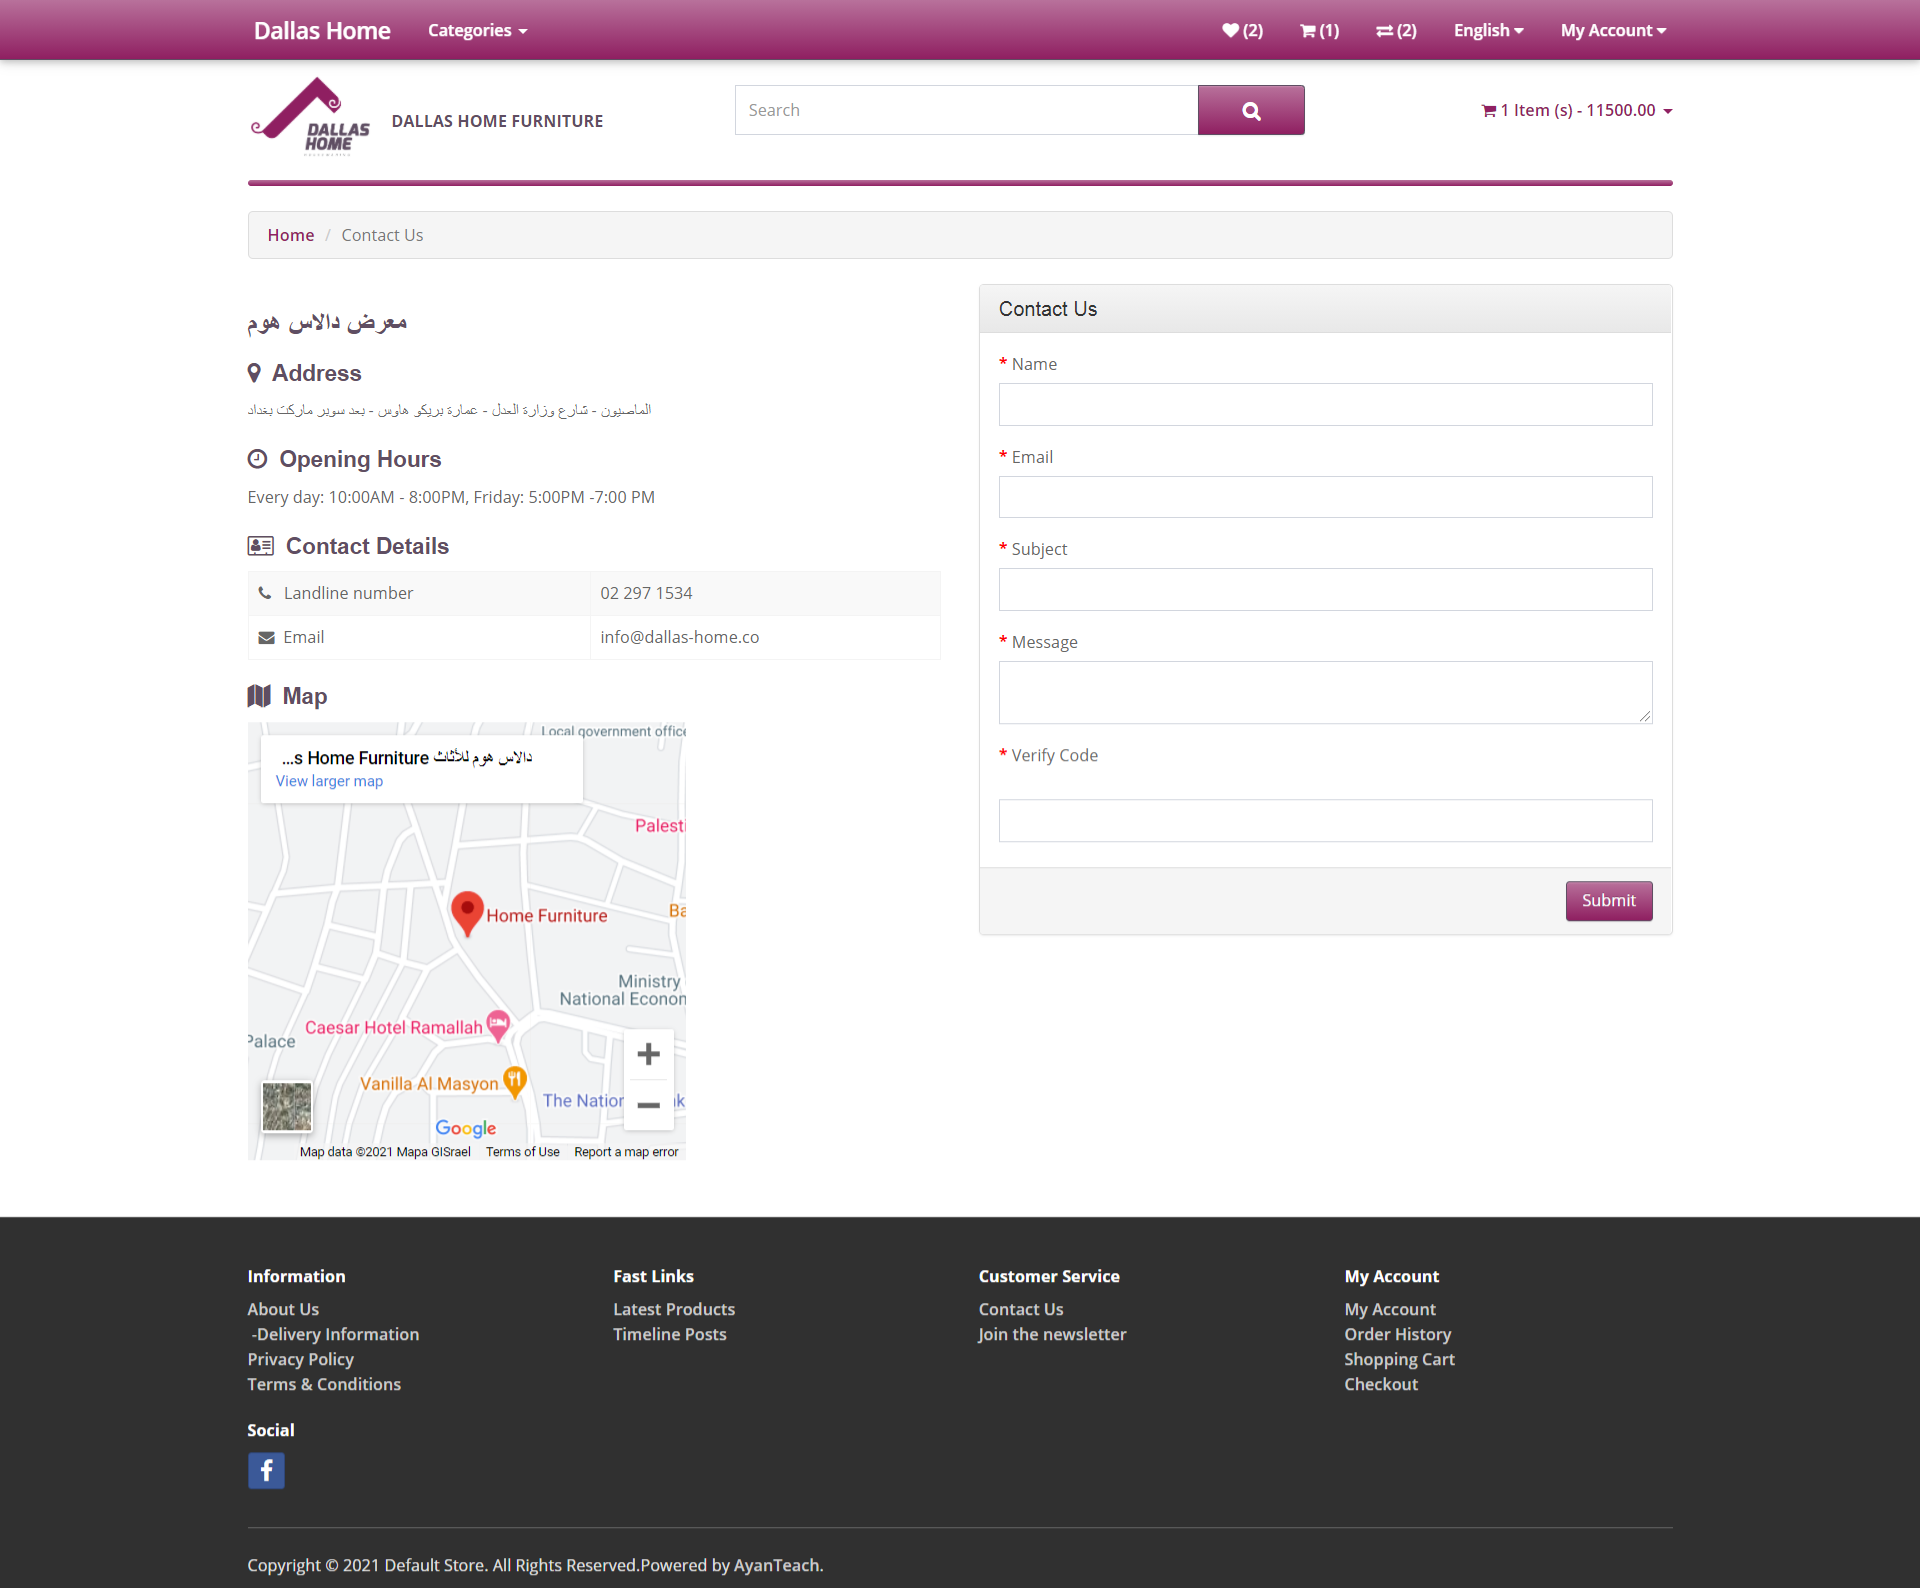 Dallas Home
Categories
(2)
(1)
(2)
English
My Account
DALLAS HOME
DALLAS HOME FURNITURE
Search
1 Item (s) - 11500.00
Home / Contact Us
معرض دالاس هوم
Address
الماصيون - شارع وزارة العدل - عمارة بريكو هاوس - بعد سوبر ماركت بغداد
Opening Hours
Every day: 10:00AM - 8:00PM, Friday: 5:00PM -7:00 PM
Contact Details
Landline number 02 297 1534
Email info@dallas-home.co
Map
Local government office
...s Home Furniture دالاس هوم للأثاث
View larger map
Palesti
Home Furniture
Ba
Ministry
National Econon
Caesar Hotel Ramallah
Palace
Vanilla Al Masyon
The Nation
k
Google
Map data ©2021 Mapa GISrael Terms of Use Report a map error
Contact Us
* Name
* Email
* Subject
* Message
* Verify Code
Submit
Information
About Us
-Delivery Information
Privacy Policy
Terms & Conditions
Fast Links
Latest Products
Timeline Posts
Customer Service
Contact Us
Join the newsletter
My Account
My Account
Order History
Shopping Cart
Checkout
Social
Copyright © 2021 Default Store. All Rights Reserved.Powered by AyanTeach.